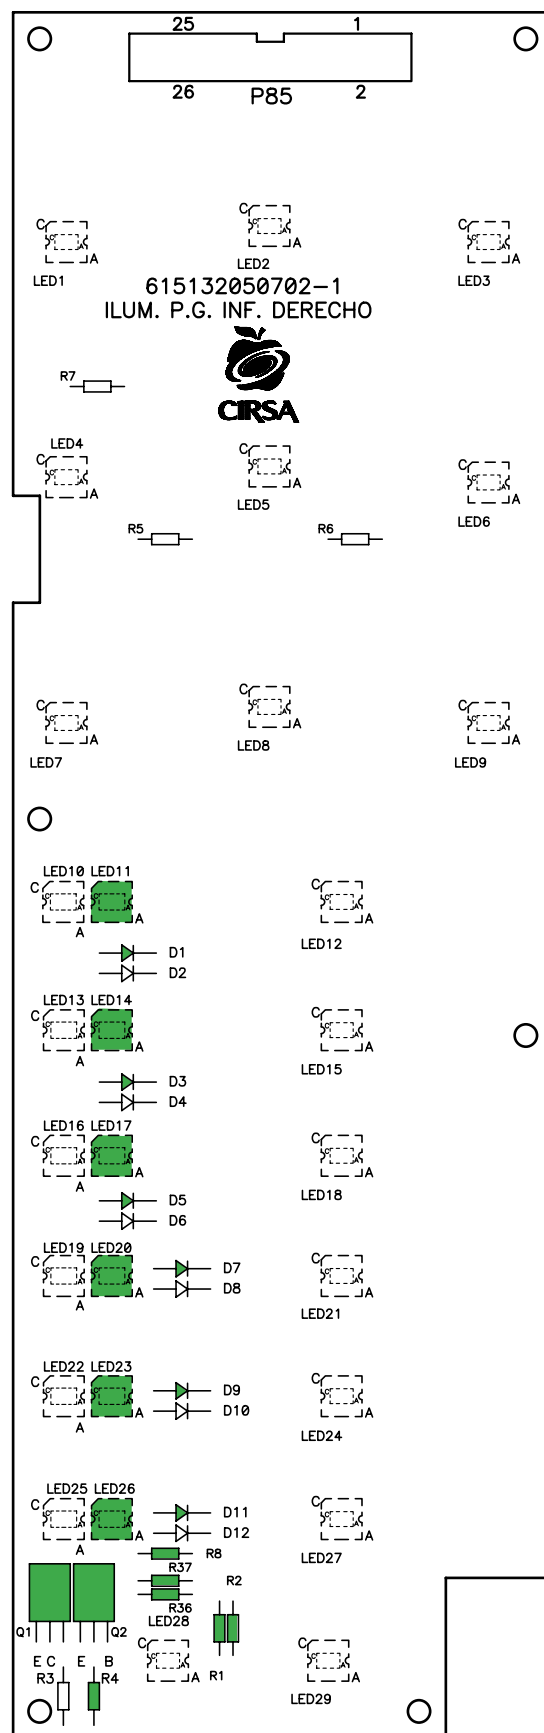 25 1
26 P85 2
C C C
C A C A C A
A A A
LED1 LED2 LED3
615132050702-1
ILUM. P.G. INF. DERECHO
CIRSA
R7
LED4
C C C
C A C A C A
A A A
LED5 LED6
R5 R6
C C C
C A C A C A
A A A
LED7 LED8 LED9
LED10 LED11
C C
C A C A C A
A A A
LED12
D1
D2
LED13 LED14
C C
C A C A C A
A A A
LED15
D3
D4
LED16 LED17
C C
C A C A C A
A A A
LED18
D5
D6
LED19 LED20
D7
C C
C A C A D8 C A
A A A
LED21
LED22 LED23
C C
D9
C A C A D10 C A
A A A
LED24
LED25 LED26
C D11 C
C A C A D12 C A
A A A
LED27
R8
R37
R2
R36
LED28
Q1 Q2
C C
C A C A
E C E B
A A
R3 R4 R1
LED29